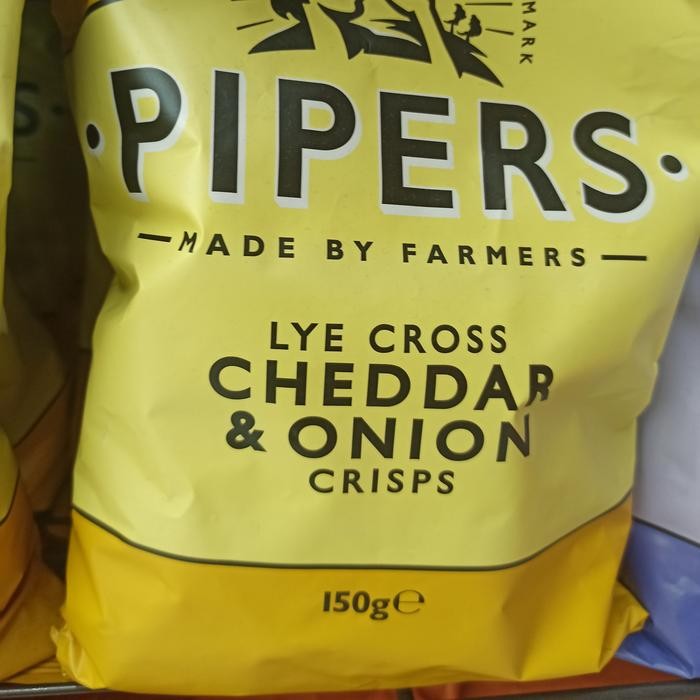 MARK
·PIPERS·
—MADE BY FARMERS—
LYE CROSS
CHEDDAR
& ONION
CRISPS
150g℮